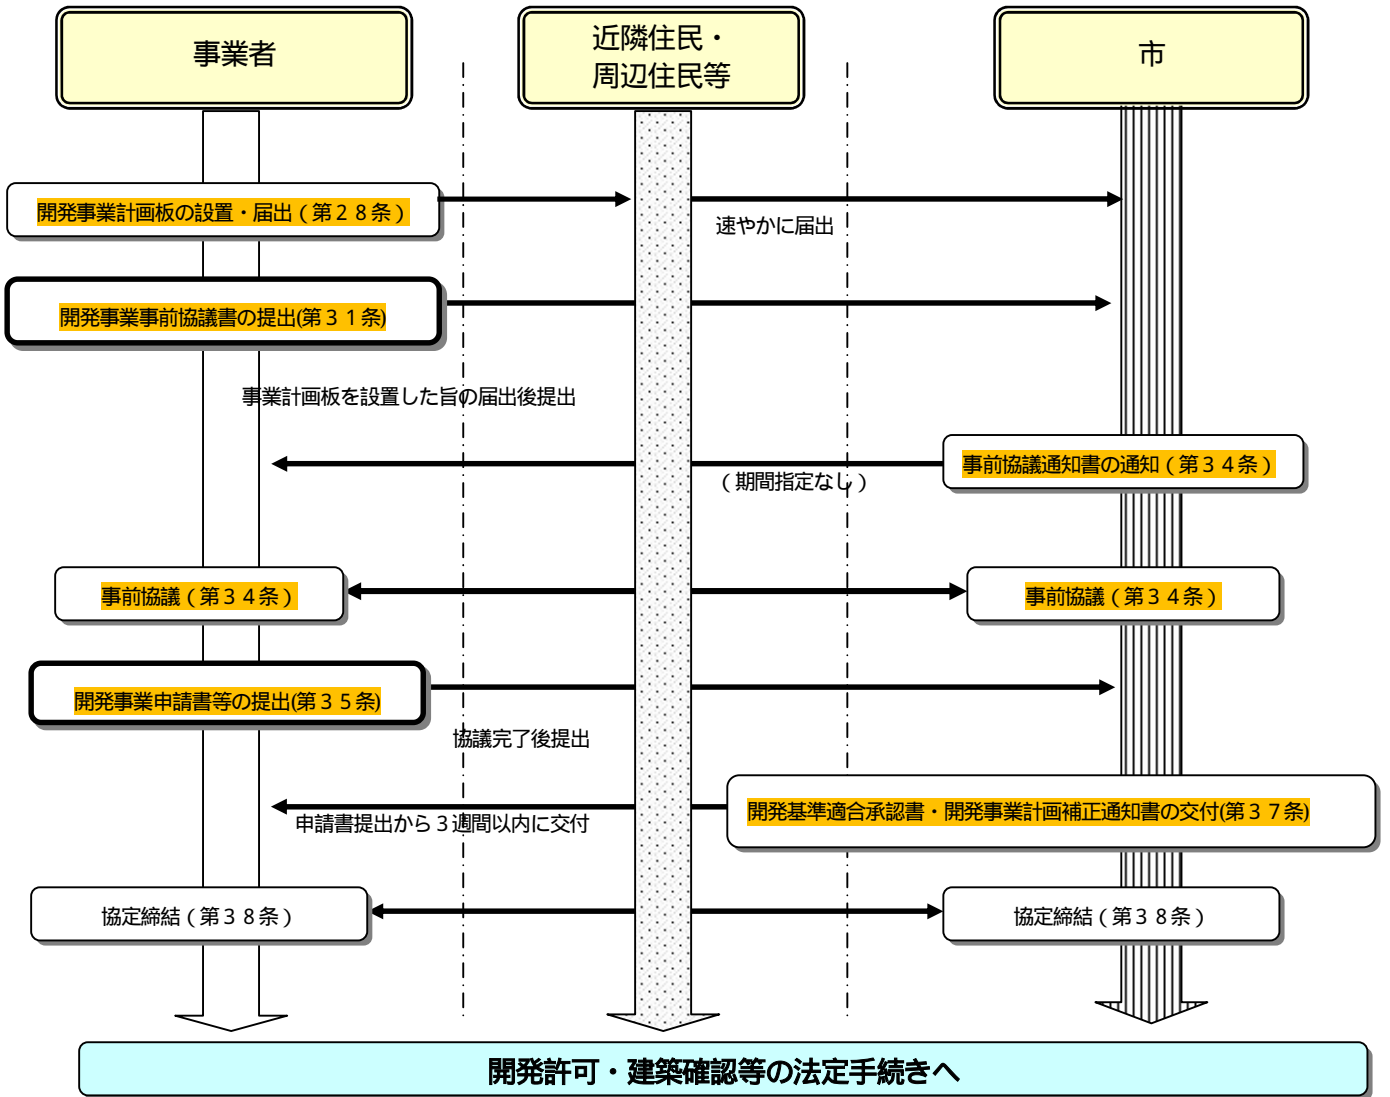 事業者
近隣住民・
周辺住民等
市
開発事業計画板の設置・届出（第２８条）
速やかに届出
開発事業事前協議書の提出(第３１条)
事業計画板を設置した旨の届出後提出
事前協議通知書の通知（第３４条）
（期間指定なし）
事前協議（第３４条）
事前協議（第３４条）
開発事業申請書等の提出(第３５条)
協議完了後提出
開発基準適合承認書・開発事業計画補正通知書の交付(第３７条)
申請書提出から３週間以内に交付
協定締結（第３８条）
協定締結（第３８条）
開発許可・建築確認等の法定手続きへ